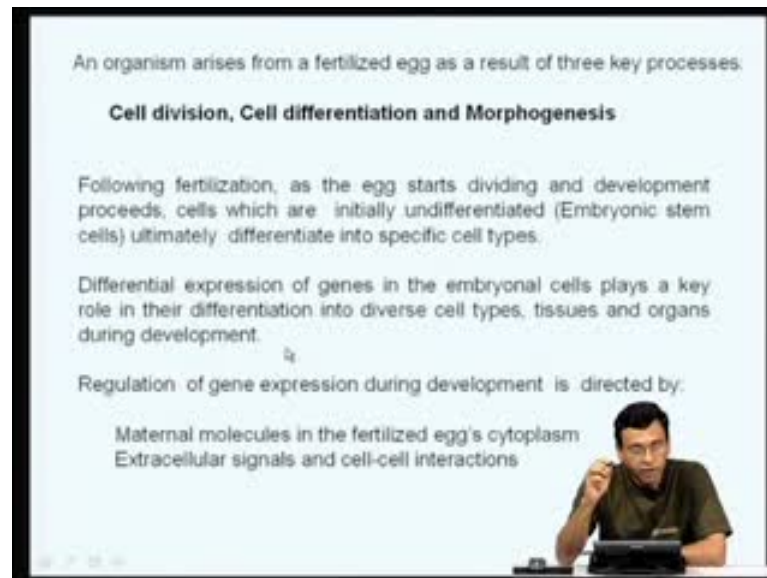 An organism arises from a fertilized egg as a result of three key processes.
Cell division, Cell differentiation and Morphogenesis
Following fertilization, as the egg starts dividing and development
proceeds, cells which are initially undifferentiated (Embryonic stem
cells) ultimately differentiate into specific cell types.
Differential expression of genes in the embryonal cells plays a key
role in their differentiation into diverse cell types, tissues and organs
during development.
Regulation of gene expression during development is directed by:
Maternal molecules in the fertilized egg's cytoplasm
Extracellular signals and cell-cell interactions